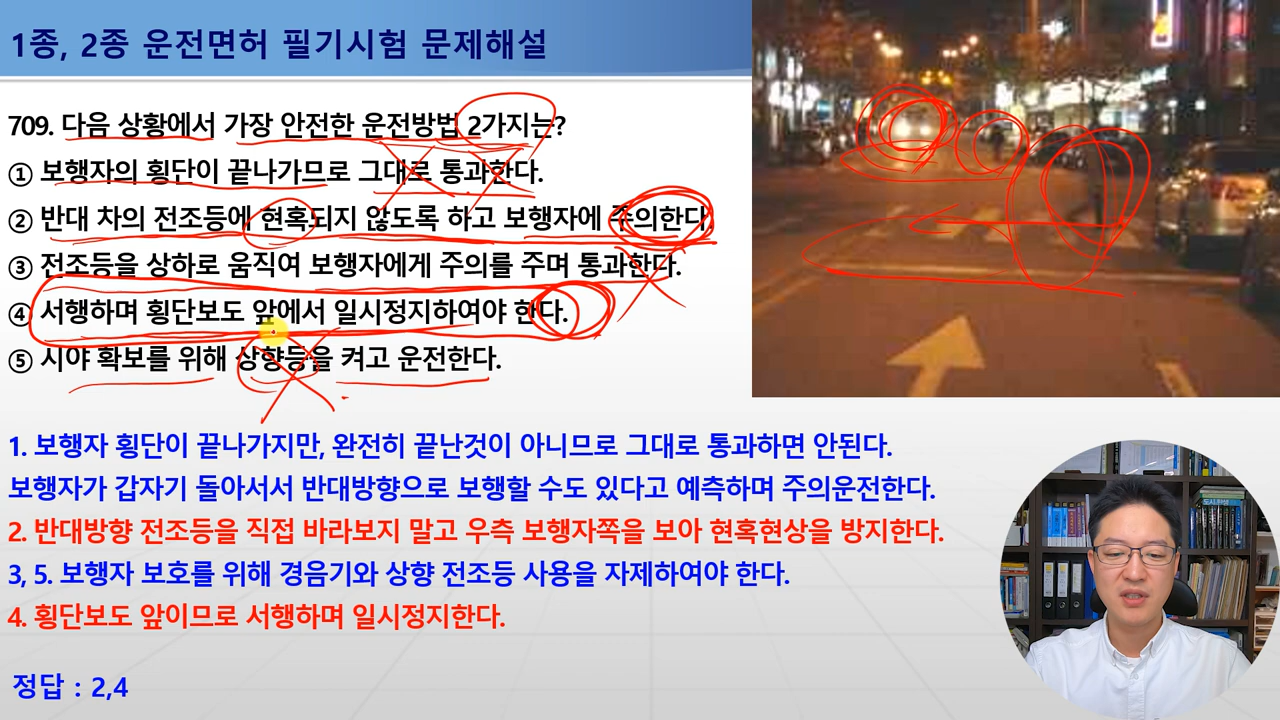 1종, 2종 운전면허 필기시험 문제해설
709. 다음 상황에서 가장 안전한 운전방법 2가지는?
① 보행자의 횡단이 끝나가므로 그대로 통과한다.
② 반대 차의 전조등에 현혹되지 않도록 하고 보행자에 주의한다.
③ 전조등을 상하로 움직여 보행자에게 주의를 주며 통과한다.
④ 서행하며 횡단보도 앞에서 일시정지하여야 한다.
⑤ 시야 확보를 위해 상향등을 켜고 운전한다.
1. 보행자 횡단이 끝나가지만, 완전히 끝난것이 아니므로 그대로 통과하면 안된다.
보행자가 갑자기 돌아서서 반대방향으로 보행할 수도 있다고 예측하며 주의운전한다.
2. 반대방향 전조등을 직접 바라보지 말고 우측 보행자쪽을 보아 현혹현상을 방지한다.
3, 5. 보행자 보호를 위해 경음기와 상향 전조등 사용을 자제하여야 한다.
4. 횡단보도 앞이므로 서행하며 일시정지한다.
정답 : 2,4